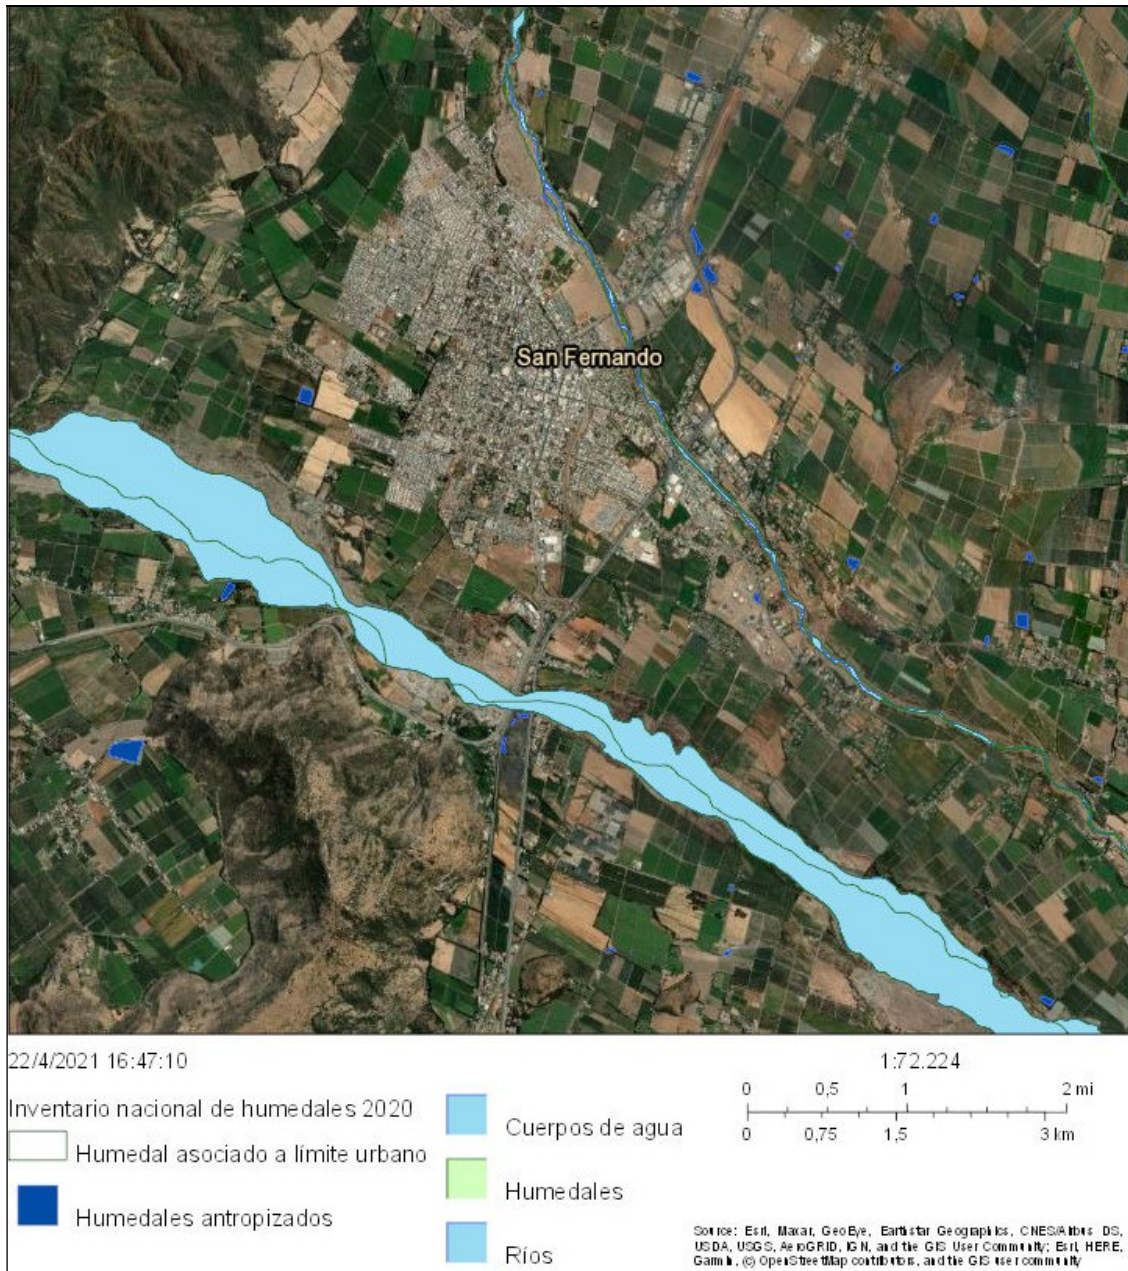 San Fernando
22/4/2021 16:47:10
1:72.224
Inventario nacional de humedales 2020
Humedal asociado a límite urbano
Humedales antropizados
Cuerpos de agua
Humedales
Ríos
0 0,5 1 2 mi
0 0,75 1,5 3 km
Source: Esri, Maxar, GeoEye, Earthstar Geographics, CNES/Airbus DS,
USDA, USGS, AeroGRID, IGN, and the GIS User Community; Esri, HERE,
Garmin, (c) OpenStreetMap contributors, and the GIS user community